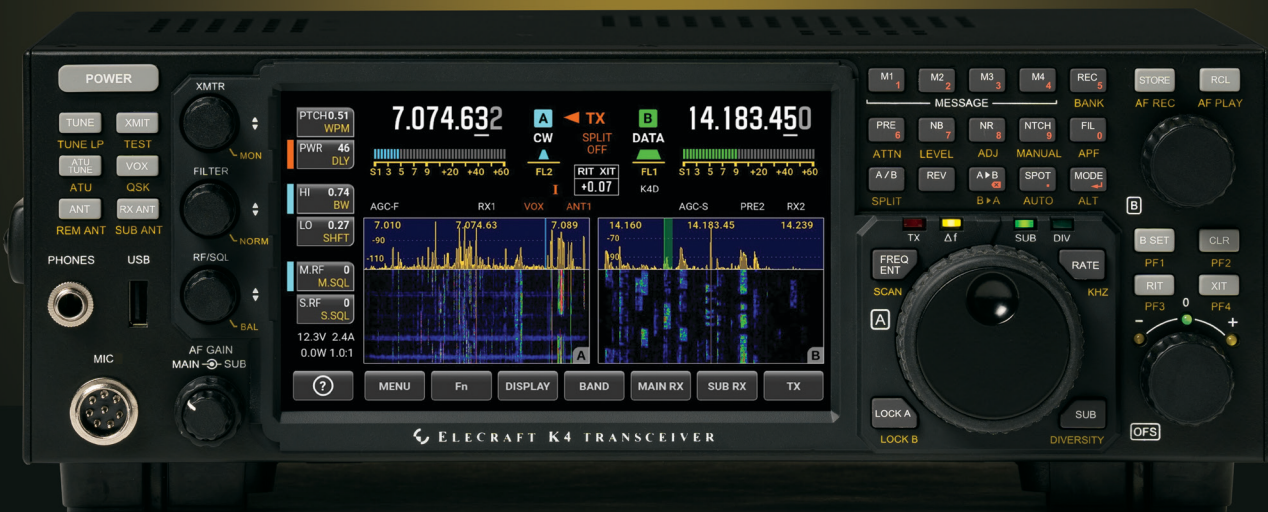 POWER
TUNE XMIT
TUNE LP TEST
ATU TUNE VOX
ATU QSK
ANT RX ANT
REM ANT SUB ANT
PHONES USB
MIC
XMTR
MON
FILTER
NORM
RF/SQL
BAL
AF GAIN
MAIN SUB
PTCH 0.51
WPM
PWR 46
DLY
HI 0.74
BW
LO 0.27
SHFT
M.RF 0
M.SQL
S.RF 0
S.SQL
12.3V 2.4A
0.0W 1.0:1
7.074.632
A TX B
CW SPLIT OFF DATA
FL2 FL1
14.183.450
S1 3 5 7 9 +20 +40 +60
S1 3 5 7 9 +20 +40 +60
I
RIT XIT
+0.07
K4D
AGC-F RX1 VOX ANT1
AGC-S PRE2 RX2
7.010 7.074.63 7.089
-90
-110
A
14.160 14.183.45 14.239
-70
-90
B
? MENU Fn DISPLAY BAND MAIN RX SUB RX TX
ELECRAFT K4 TRANSCEIVER
M1 1 M2 2 M3 3 M4 4 REC 5
MESSAGE BANK
PRE 6 NB 7 NR 8 NTCH 9 FIL 0
ATTN LEVEL ADJ MANUAL APF
A/B REV A▶B SPOT . MODE
SPLIT B▶A AUTO ALT
STORE RCL
AF REC AF PLAY
B
TX Δf SUB DIV
FREQ ENT RATE
SCAN KHZ
A
LOCK A SUB
LOCK B DIVERSITY
B SET CLR
PF1 PF2
RIT XIT
PF3 PF4
0
- +
OFS